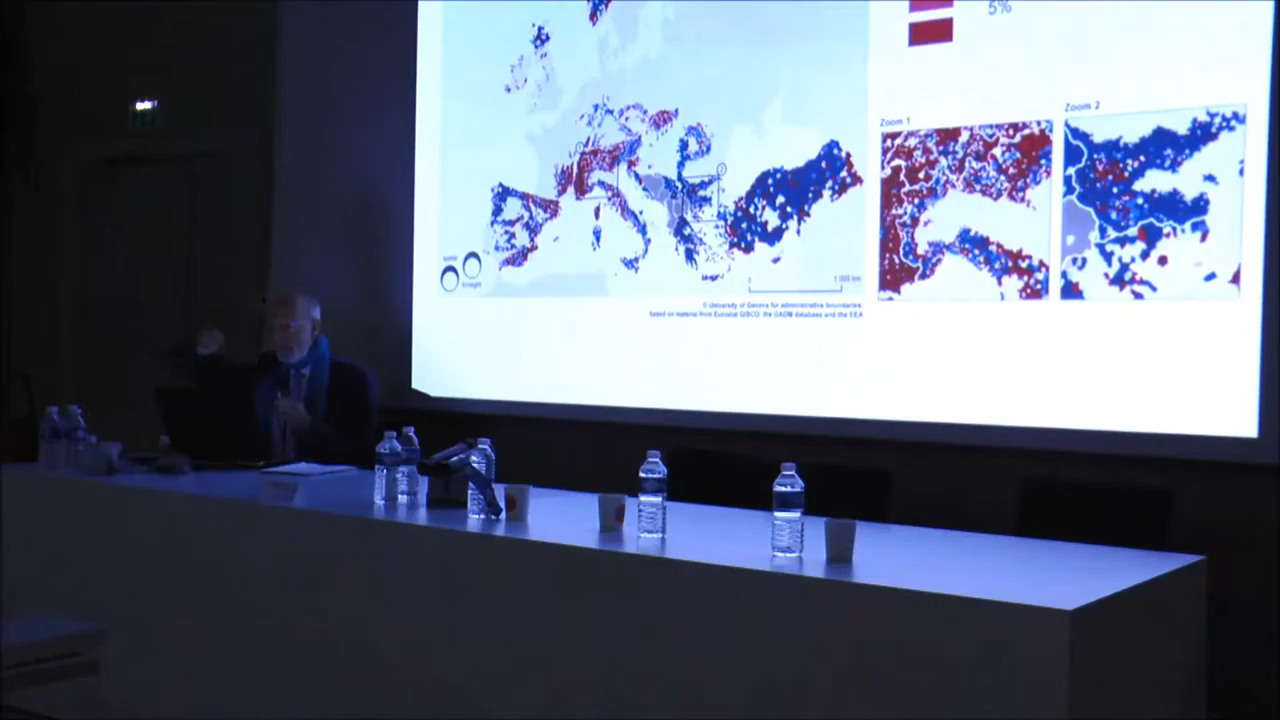 5%
Zoom 1
Zoom 2
0
1 000 km
© University of Geneva for administrative boundaries,
based on material from Eurostat GISCO, the GADM database and the EEA